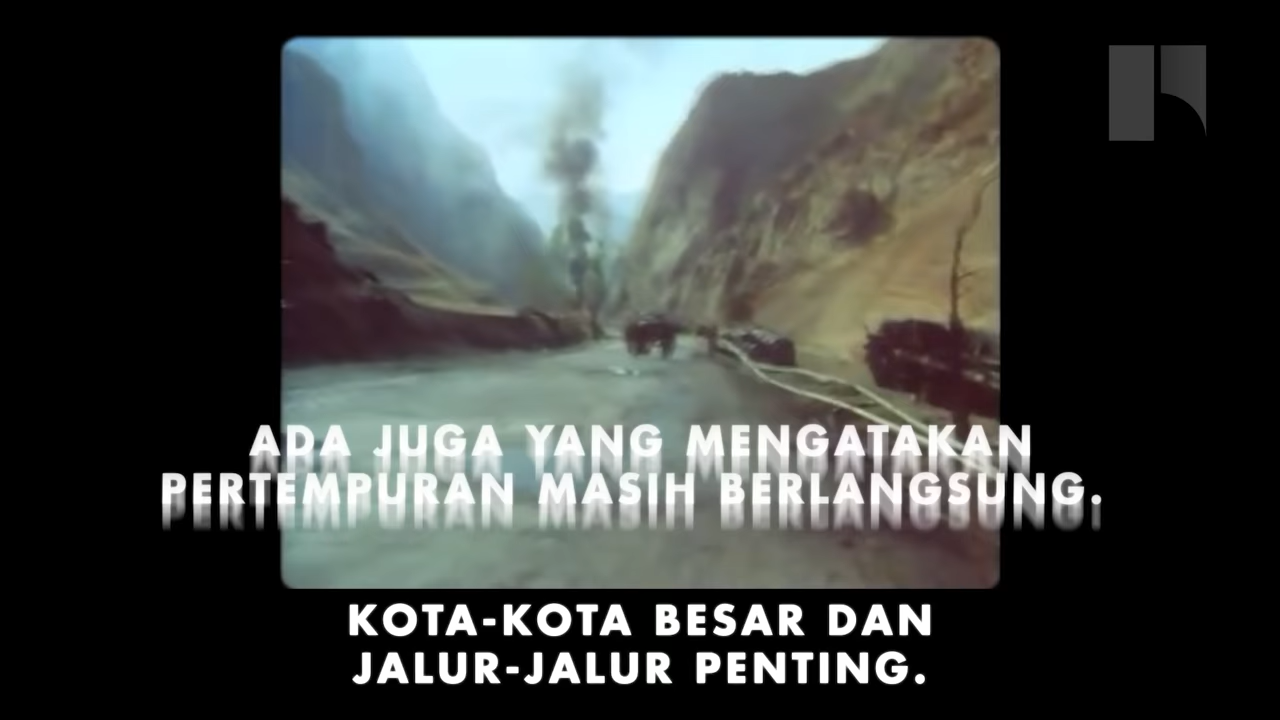 ADA JUGA YANG MENGATAKAN
PERTEMPURAN MASIH BERLANGSUNG.
KOTA-KOTA BESAR DAN
JALUR-JALUR PENTING.